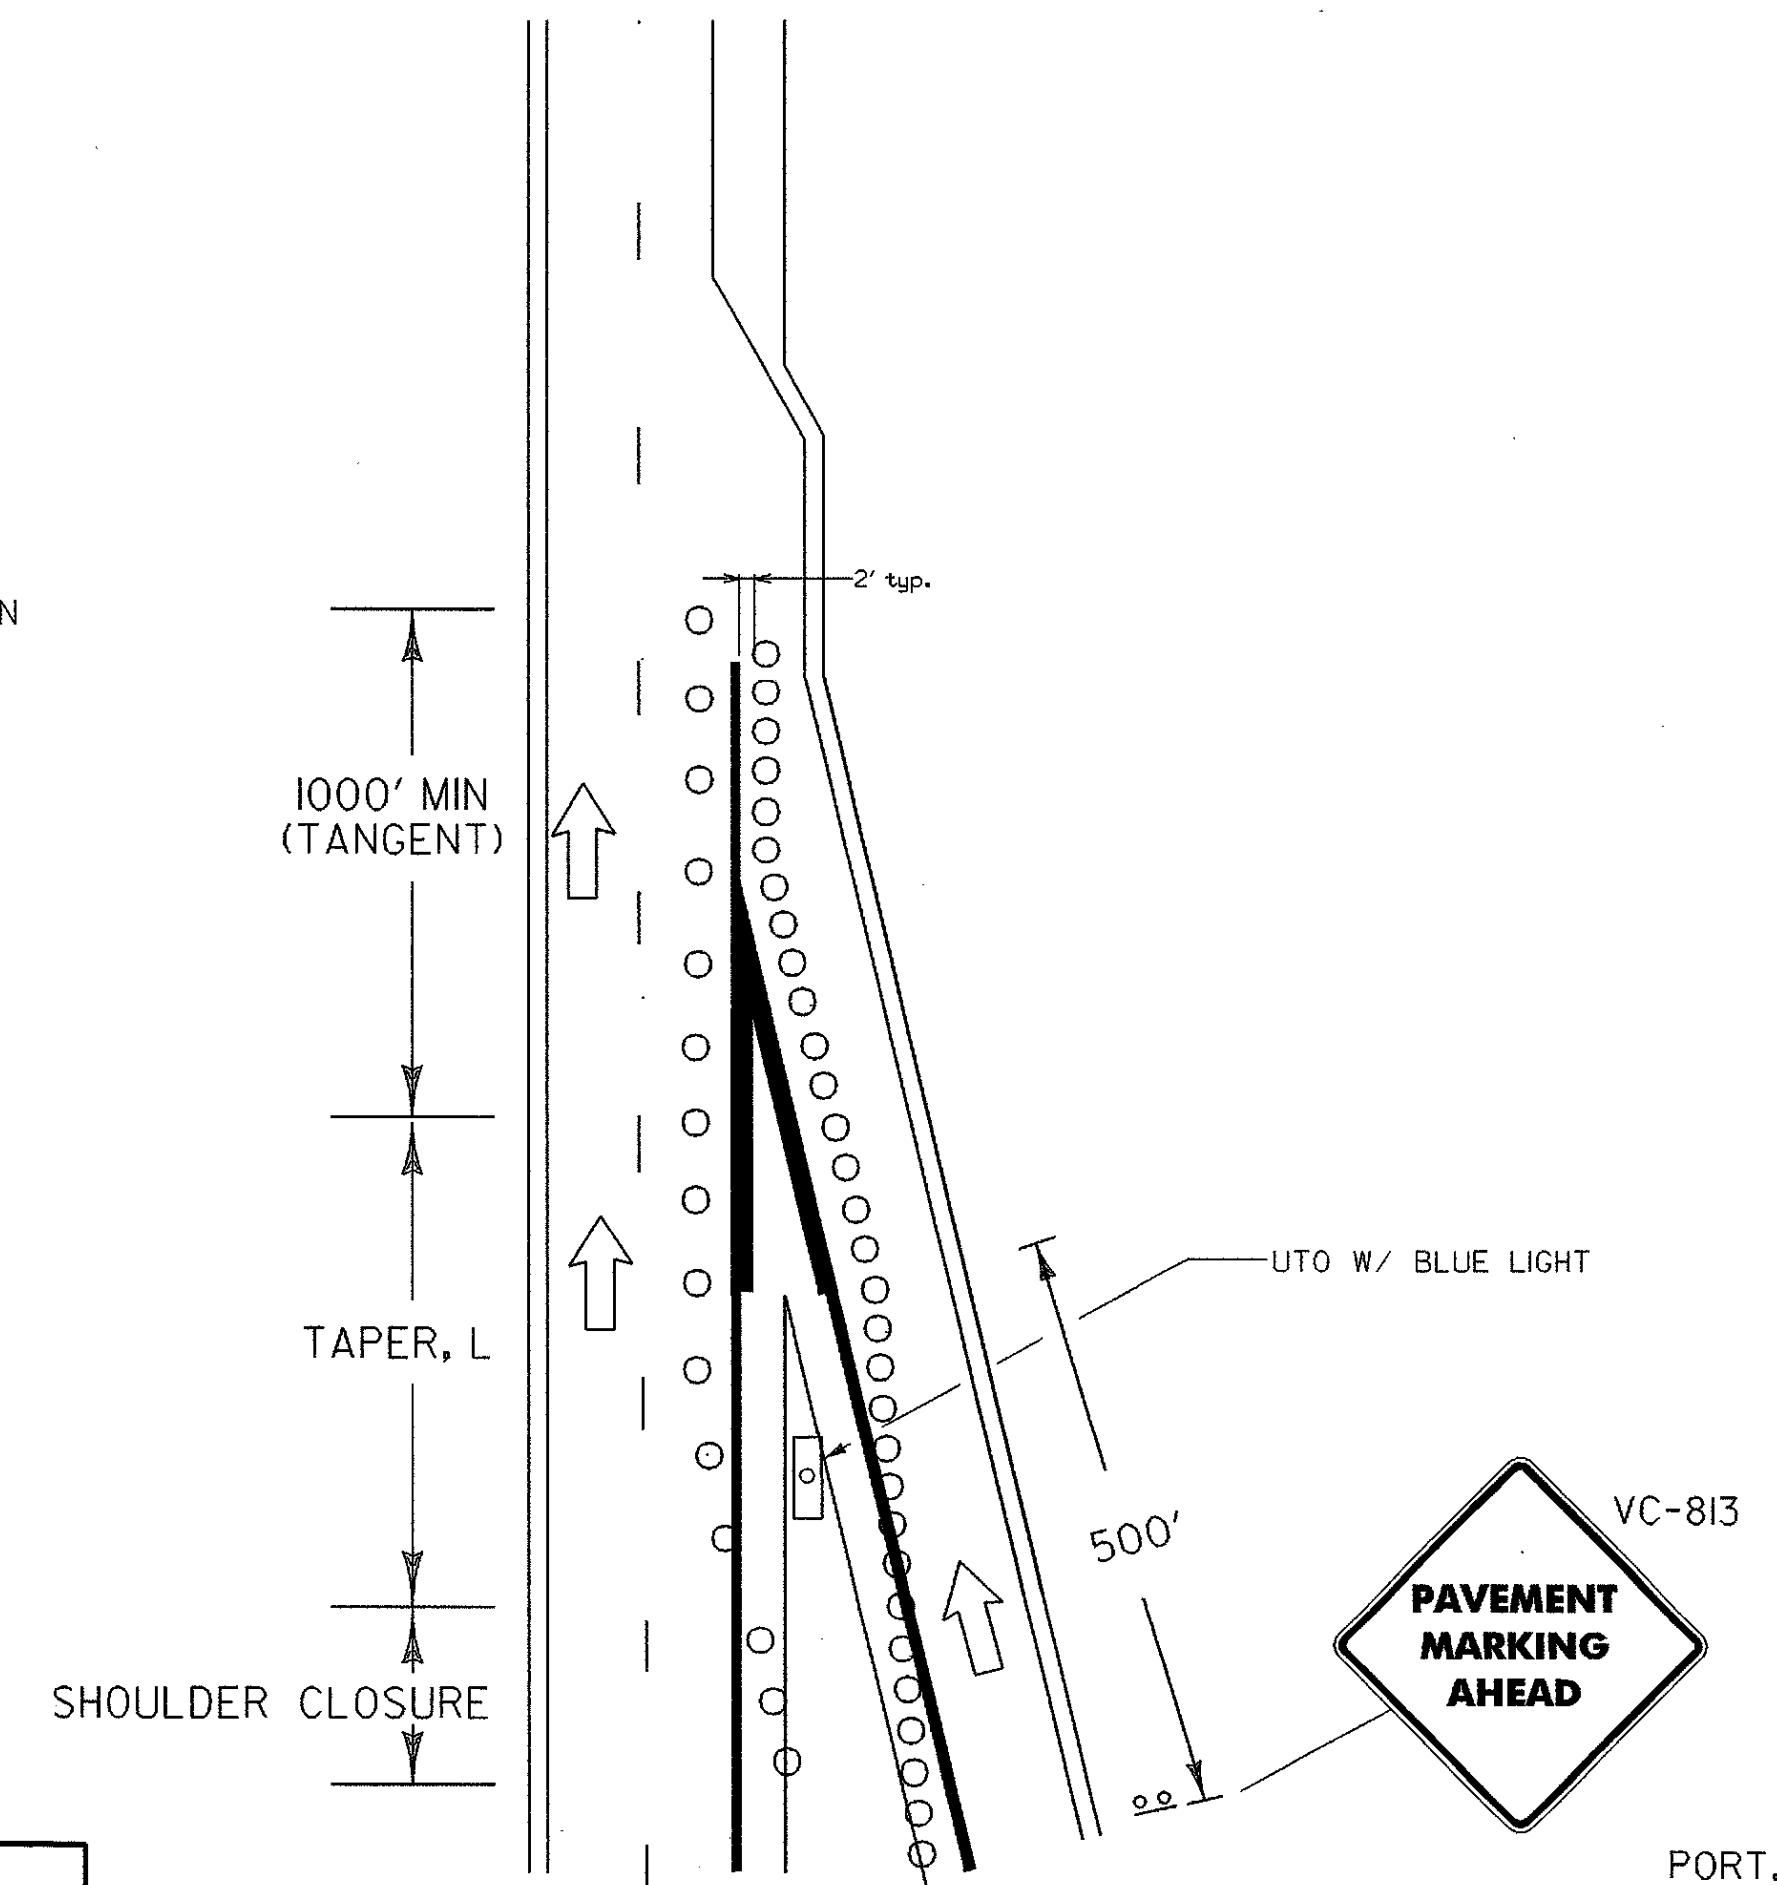 2' typ.
N
1000' MIN
(TANGENT)
UTO W/ BLUE LIGHT
TAPER, L
VC-813
500'
PAVEMENT
MARKING
AHEAD
SHOULDER CLOSURE
PORT.